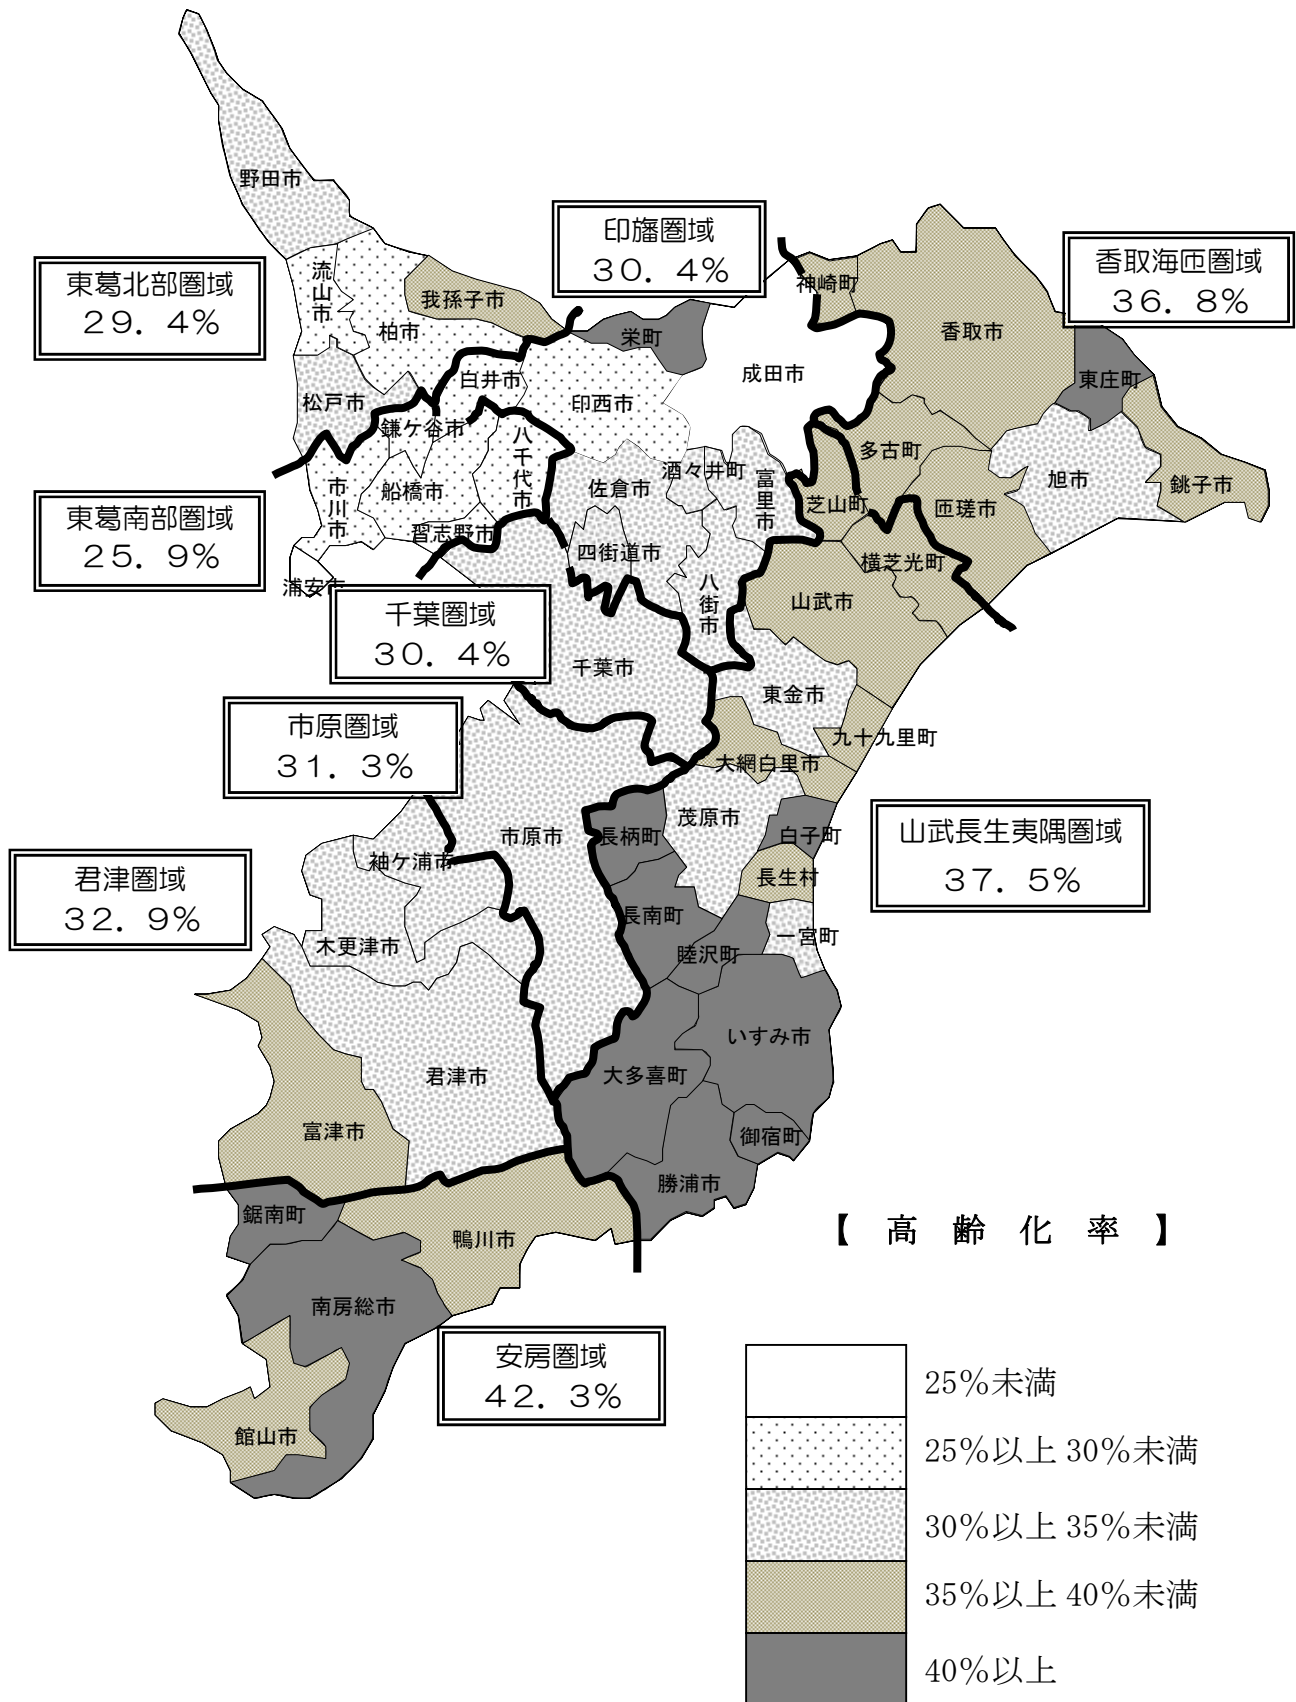 野田市
印旛圏域
30.4%
香取海匝圏域
36.8%
東葛北部圏域
29.4%
流山市
我孫子市
神崎町
柏市
栄町
香取市
成田市
東庄町
白井市
松戸市
印西市
鎌ケ谷市
八千代市
多古町
酒々井町
富里市
旭市
佐倉市
船橋市
市川市
芝山町
匝瑳市
銚子市
東葛南部圏域
25.9%
習志野市
四街道市
横芝光町
浦安市
八街市
山武市
千葉圏域
30.4%
千葉市
東金市
市原圏域
31.3%
九十九里町
大網白里市
茂原市
市原市
長柄町
白子町
山武長生夷隅圏域
37.5%
袖ケ浦市
君津圏域
32.9%
長生村
長南町
木更津市
睦沢町
一宮町
いすみ市
君津市
大多喜町
富津市
御宿町
勝浦市
鋸南町
鴨川市
【高齢化率】
南房総市
安房圏域
42.3%
館山市
25%未満
25%以上 30%未満
30%以上 35%未満
35%以上 40%未満
40%以上